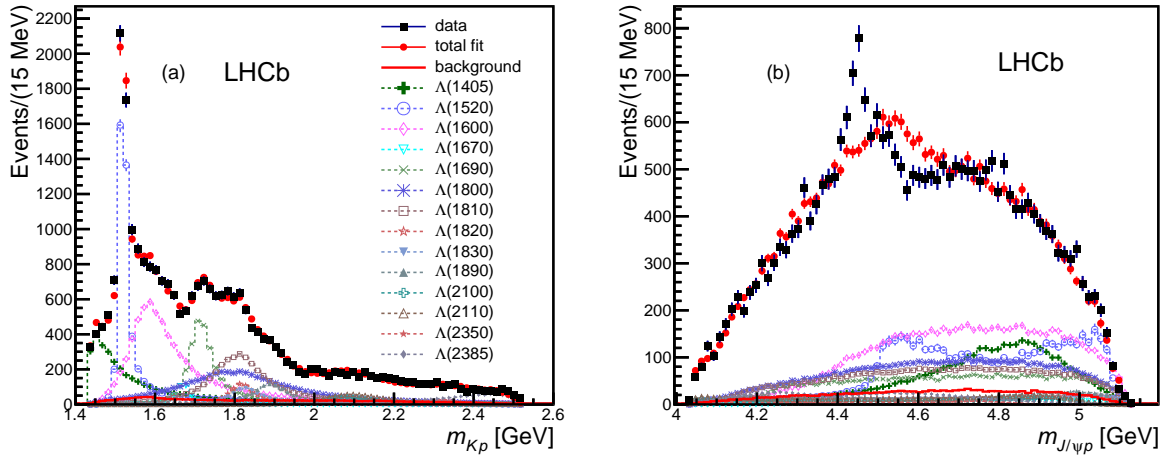 Events/(15 MeV)
2200
2000
1800
1600
1400
1200
1000
800
600
400
200
0
(a)
LHCb
data
total fit
background
Λ(1405)
Λ(1520)
Λ(1600)
Λ(1670)
Λ(1690)
Λ(1800)
Λ(1810)
Λ(1820)
Λ(1830)
Λ(1890)
Λ(2100)
Λ(2110)
Λ(2350)
Λ(2385)
1.4 1.6 1.8 2 2.2 2.4 2.6
m_{Kp} [GeV]
Events/(15 MeV)
800
700
600
500
400
300
200
100
0
(b)
LHCb
4 4.2 4.4 4.6 4.8 5
m_{J/ψp} [GeV]